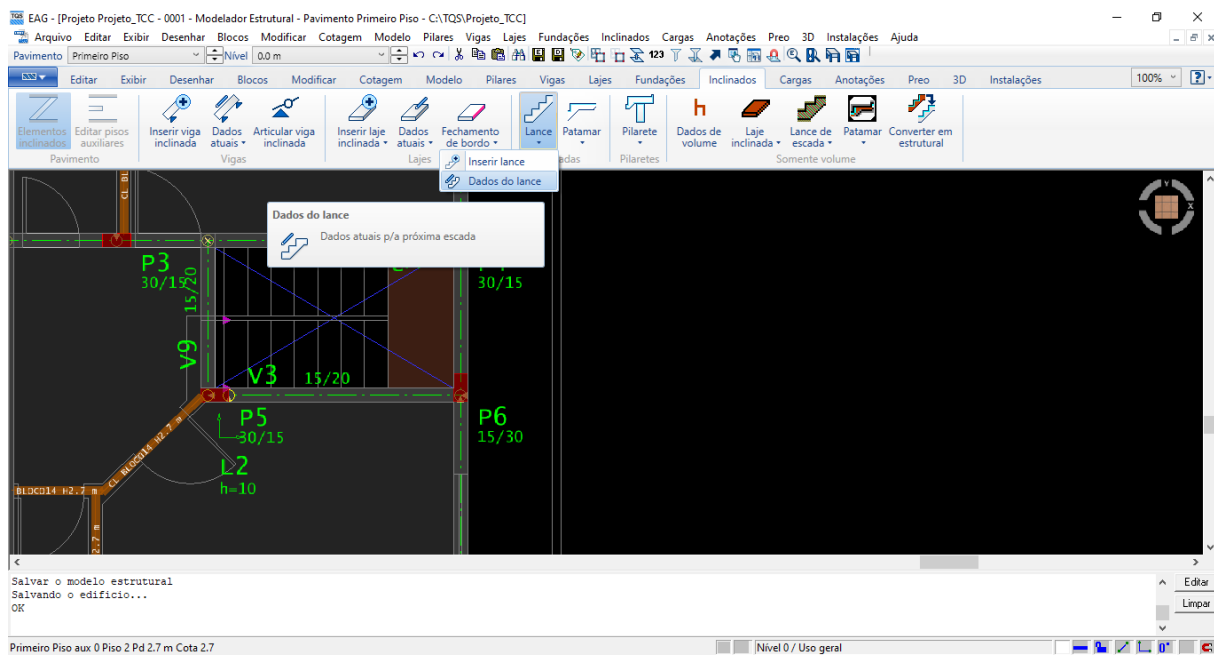 EAG - [Projeto Projeto_TCC - 0001 - Modelador Estrutural - Pavimento Primeiro Piso - C:\TQS\Projeto_TCC]
Arquivo Editar Exibir Desenhar Blocos Modificar Cotagem Modelo Pilares Vigas Lajes Fundações Inclinados Cargas Anotações Preo 3D Instalações Ajuda
Pavimento Primeiro Piso Nível 0.0 m 123
Editar Exibir Desenhar Blocos Modificar Cotagem Modelo Pilares Vigas Lajes Fundações Inclinados Cargas Anotações Preo 3D Instalações 100%
Elementos inclinados
Editar pisos auxiliares
Inserir viga inclinada
Dados atuais
Articular viga inclinada
Inserir laje inclinada
Dados atuais
Fechamento de bordo
Lance
Patamar
Pilarete
Dados de volume
Laje inclinada
Lance de escada
Patamar
Converter em estrutural
Pavimento Vigas Lajes adas Pilaretes Somente volume
Inserir lance
Dados do lance
Dados do lance
Dados atuais p/a próxima escada
P3
30/15
15/20
V9
30/15
V3 15/20
P5
30/15
P6
15/30
L2
h=10
CL BLOCO14 H2.7 m
BLOCO14 H2.7 m
2.7 m
Salvar o modelo estrutural
Salvando o edificio...
OK
Editar
Limpar
Primeiro Piso aux 0 Piso 2 Pd 2.7 m Cota 2.7 Nível 0 / Uso geral